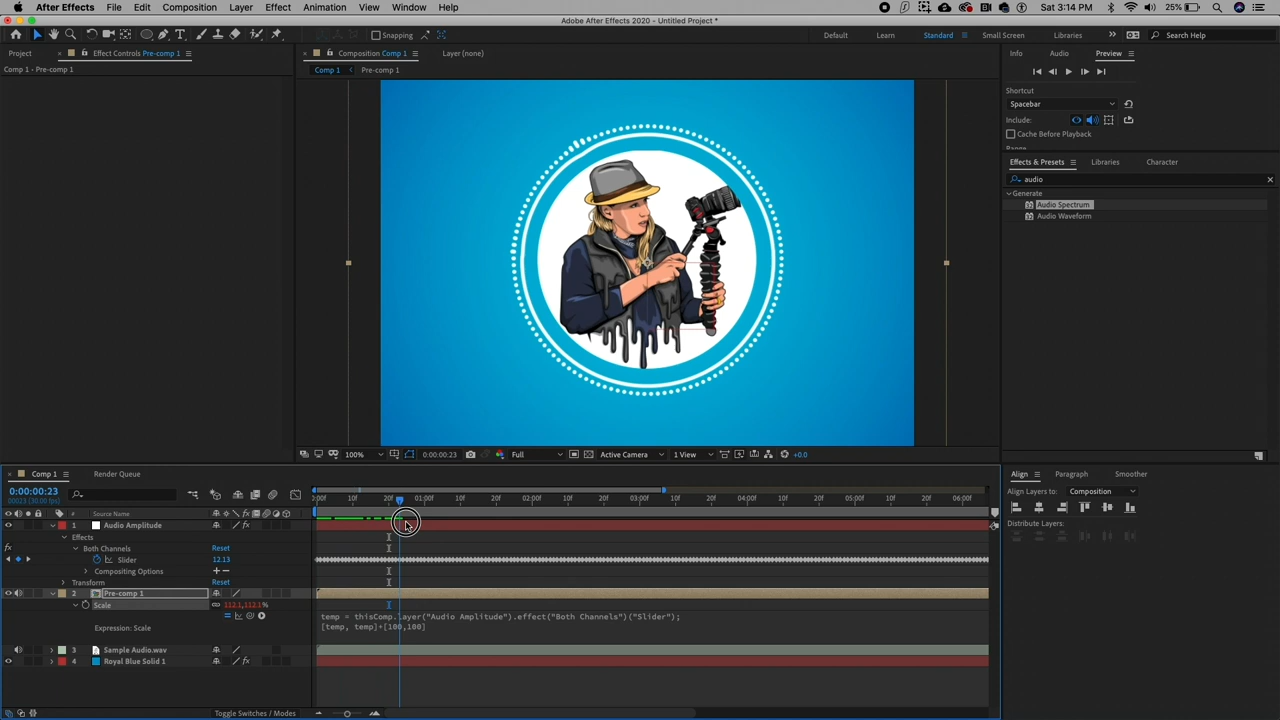 After Effects File Edit Composition Layer Effect Animation View Window Help 25% Sat 3:14 PM
Adobe After Effects 2020 - Untitled Project *
Snapping Default Learn Standard Small Screen Libraries Search Help
Project Effect Controls Pre-comp 1 Composition Comp 1 Layer (none) Info Audio Preview
Comp 1 • Pre-comp 1 Comp 1 Pre-comp 1
Shortcut
Spacebar
Include:
Cache Before Playback
Range
Effects & Presets Libraries Character
audio
Generate
Audio Spectrum
Audio Waveform
100% 0:00:00:23 Full Active Camera 1 View +0.0
Comp 1 Render Queue
Align Paragraph Smoother
0:00:00:23
00023 (30.00 fps)
Align Layers to: Composition
Distribute Layers:
:00f 10f 20f 01:00f 10f 20f 02:00f 10f 20f 03:00f 10f 20f 04:00f 10f 20f 05:00f 10f 20f 06:00f
# Source Name
1 Audio Amplitude
Effects
Both Channels Reset
Slider 12.13
Compositing Options + –
Transform Reset
2 Pre-comp 1
Scale 112.1,112.1%
temp = thisComp.layer("Audio Amplitude").effect("Both Channels")("Slider");
[temp, temp]+[100,100]
Expression: Scale
3 Sample Audio.wav
4 Royal Blue Solid 1
Toggle Switches / Modes